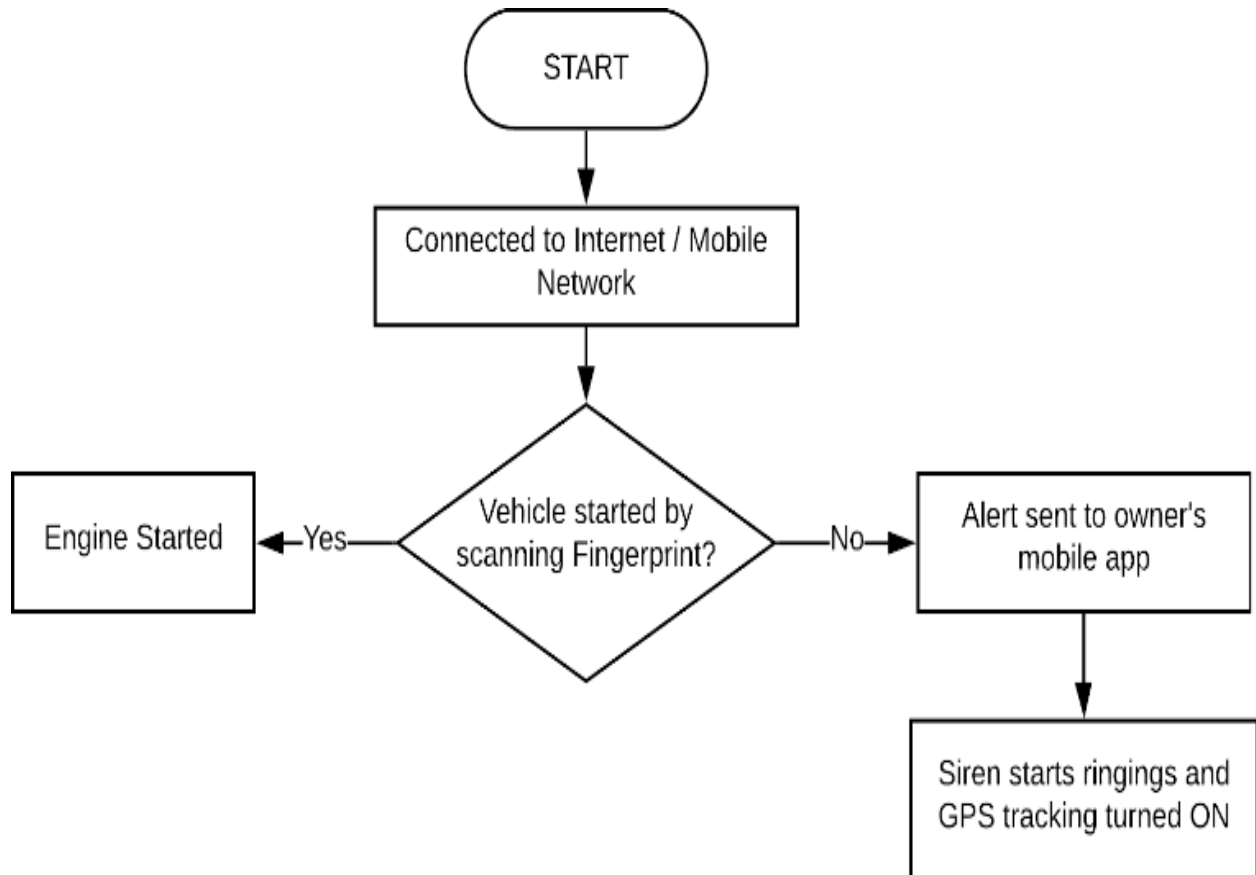 START
Connected to Internet / Mobile
Network
Vehicle started by
scanning Fingerprint?
Yes
Engine Started
No
Alert sent to owner's
mobile app
Siren starts ringings and
GPS tracking turned ON